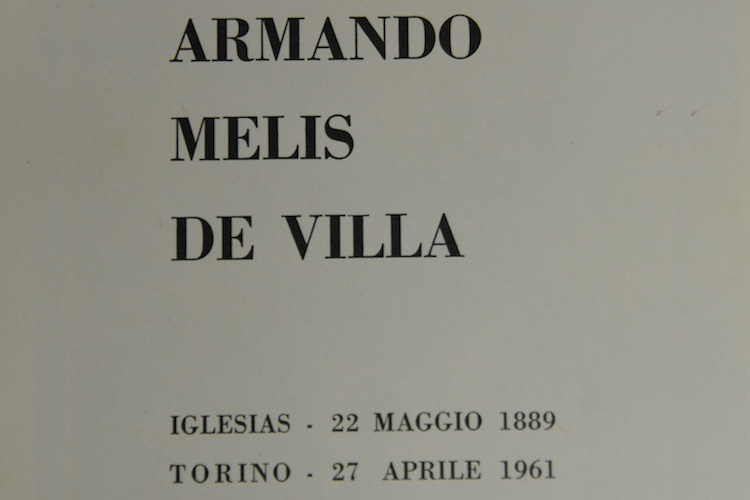 ARMANDO
MELIS
DE VILLA
IGLESIAS - 22 MAGGIO 1889
TORINO - 27 APRILE 1961